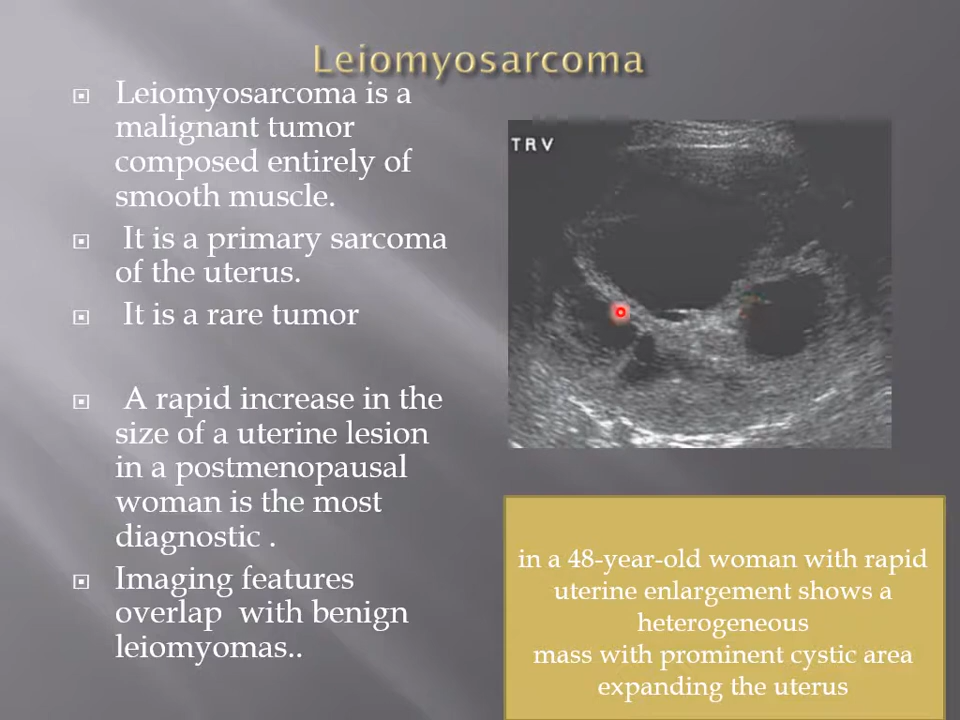 Leiomyosarcoma
Leiomyosarcoma is a
malignant tumor
composed entirely of
smooth muscle.
It is a primary sarcoma
of the uterus.
It is a rare tumor
A rapid increase in the
size of a uterine lesion
in a postmenopausal
woman is the most
diagnostic .
Imaging features
overlap with benign
leiomyomas..
TRV
in a 48-year-old woman with rapid
uterine enlargement shows a
heterogeneous
mass with prominent cystic area
expanding the uterus